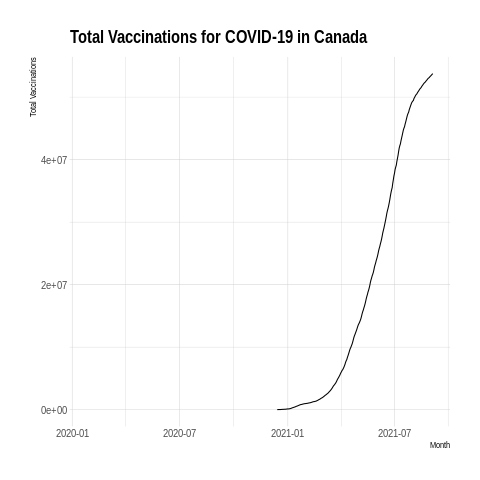 Total Vaccinations for COVID-19 in Canada
Total Vaccinations
4e+07
2e+07
0e+00
2020-01 2020-07 2021-01 2021-07
Month